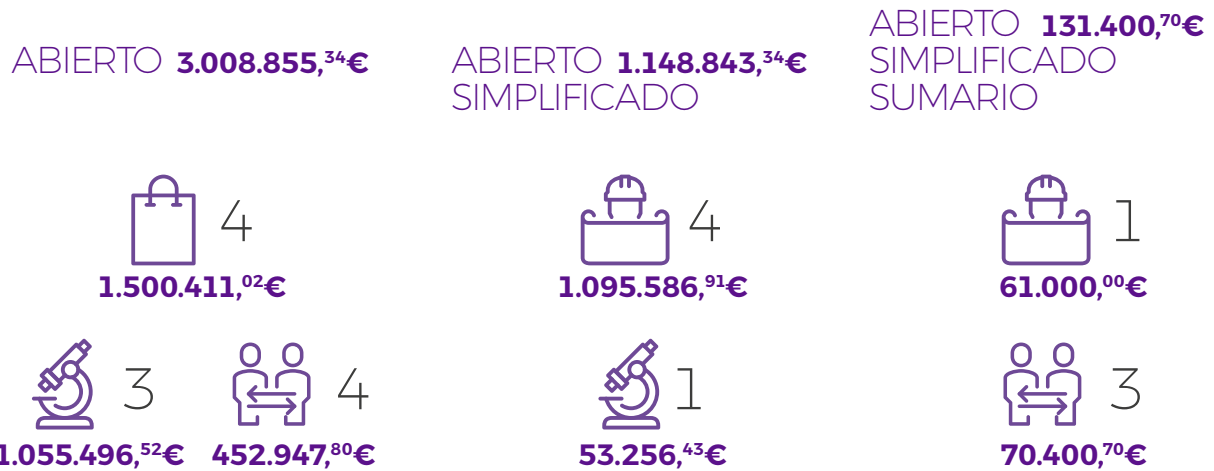 ABIERTO 3.008.855,34€
ABIERTO 1.148.843,34€
SIMPLIFICADO
ABIERTO 131.400,70€
SIMPLIFICADO
SUMARIO
4
1.500.411,02€
4
1.095.586,91€
1
61.000,00€
3
1.055.496,52€
4
452.947,80€
1
53.256,43€
3
70.400,70€